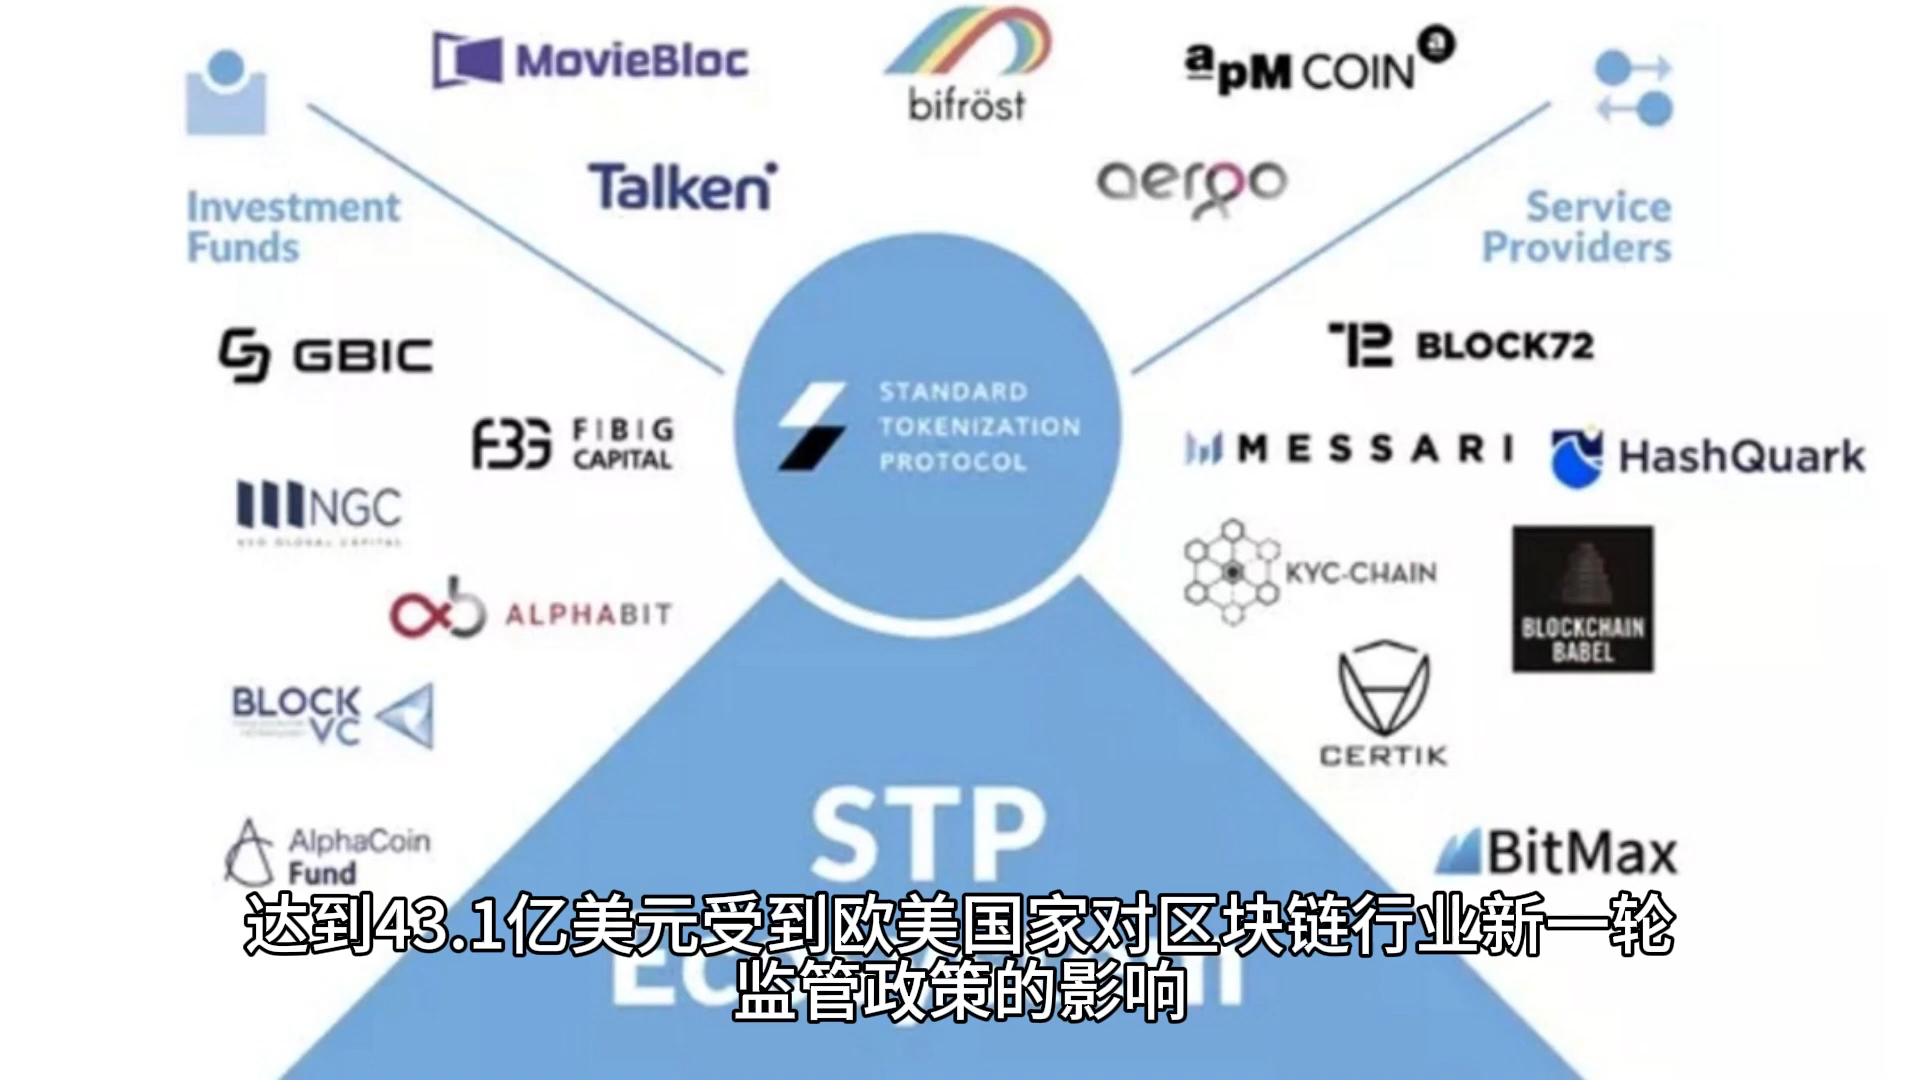 MovieBloc
bifröst
apM COIN
Talken
aergo
Investment
Funds
Service
Providers
GBIC
FIBIG
CAPITAL
NGC
NEO GLOBAL CAPITAL
ALPHABIT
BLOCK
VC
AlphaCoin
Fund
STANDARD
TOKENIZATION
PROTOCOL
BLOCK72
MESSARI
HashQuark
KYC-CHAIN
BLOCKCHAIN
BABEL
CERTIK
BitMax
STP
达到43.1亿美元受到欧美国家对区块链行业新一轮
监管政策的影响